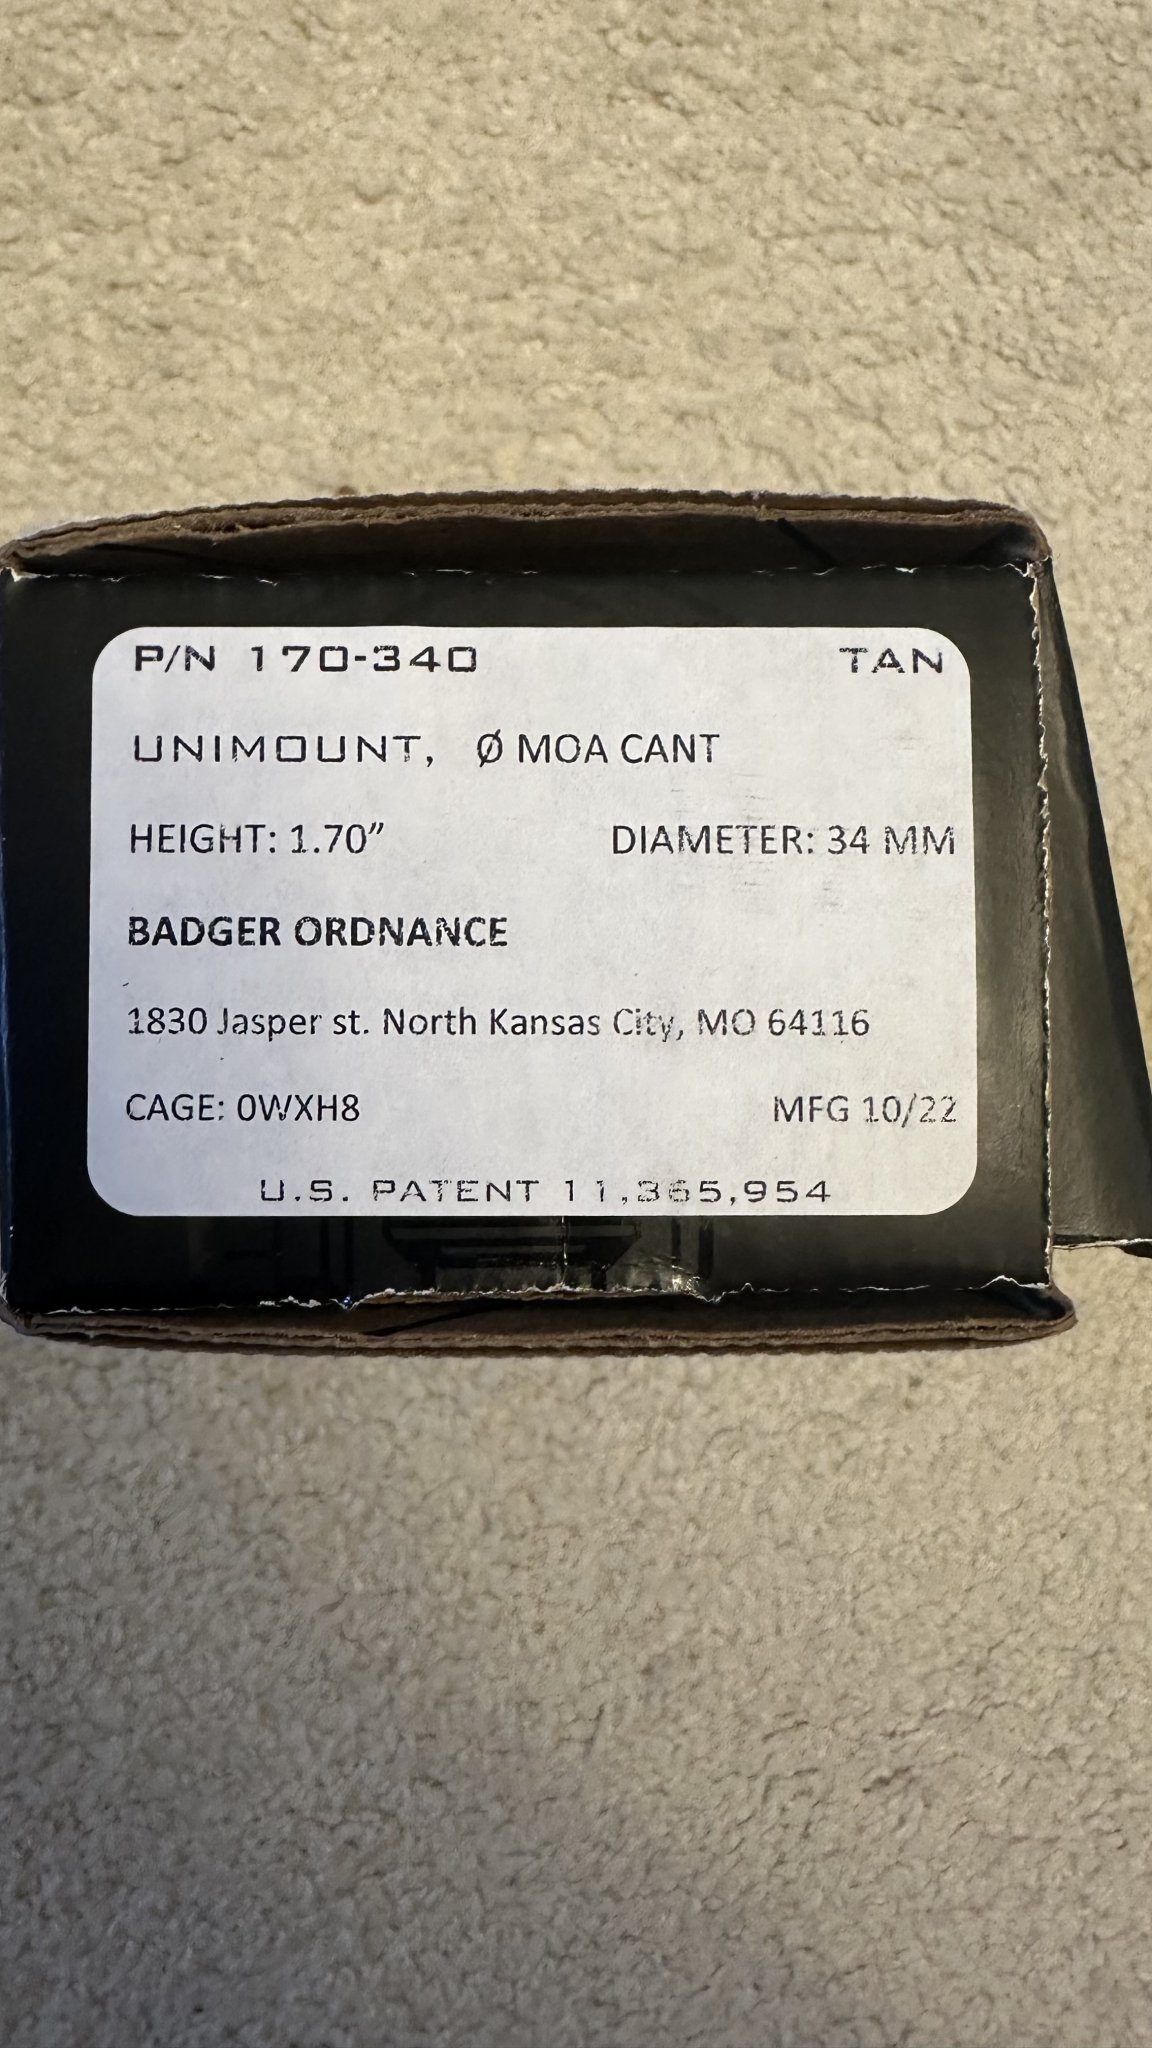 P/N 170-340 TAN
UNIMOUNT, Ø MOA CANT
HEIGHT: 1.70” DIAMETER: 34 MM
BADGER ORDNANCE
1830 Jasper st. North Kansas City, MO 64116
CAGE: 0WXH8 MFG 10/22
U.S. PATENT 11,365,954